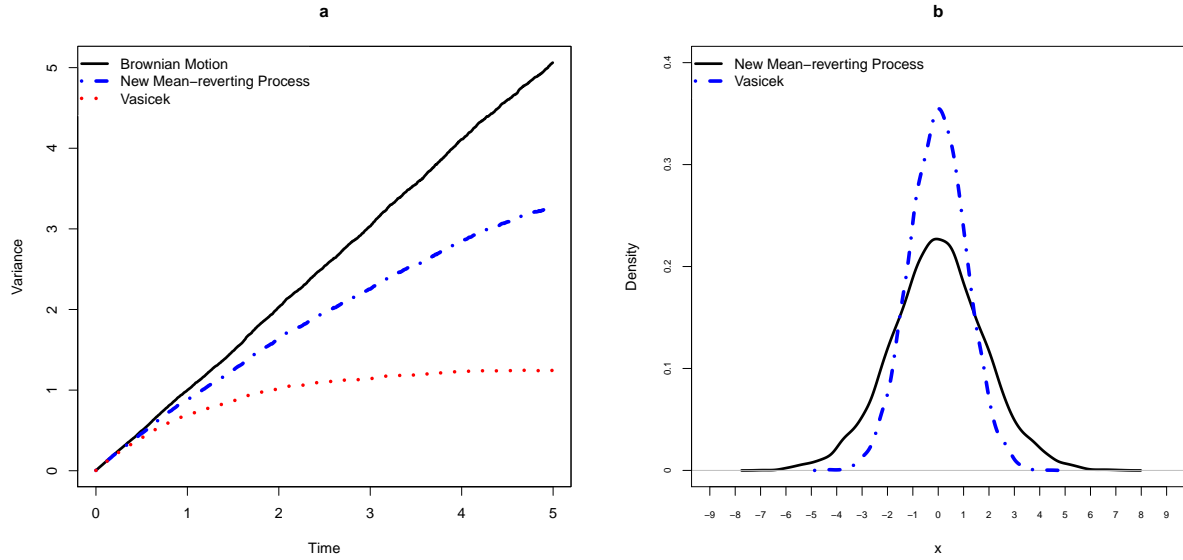 a
Brownian Motion
New Mean−reverting Process
Vasicek
Variance
0
1
2
3
4
5
0 1 2 3 4 5
Time
b
New Mean−reverting Process
Vasicek
Density
0
0.1
0.2
0.3
0.4
−9 −8 −7 −6 −5 −4 −3 −2 −1 0 1 2 3 4 5 6 7 8 9
x